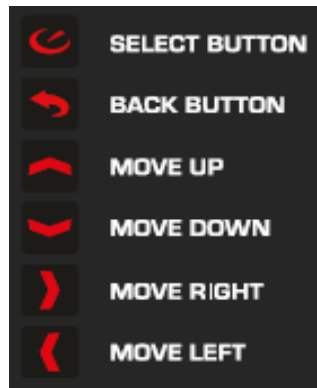 SELECT BUTTON
BACK BUTTON
MOVE UP
MOVE DOWN
MOVE RIGHT
MOVE LEFT